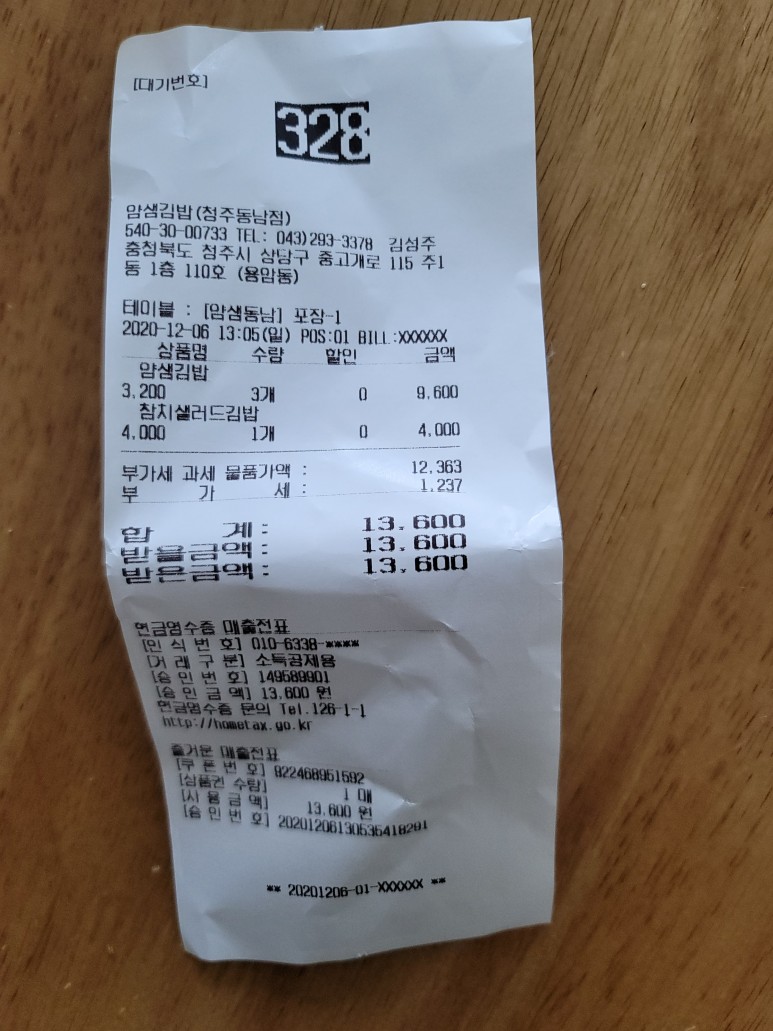 [대기번호]
328
얌샘김밥(청주동남점)
540-30-00733 TEL: 043)293-3378 김성주
충청북도 청주시 상당구 중고개로 115 주1
동 1층 110호 (용암동)
테이블 : [얌샘동남] 포장-1
2020-12-06 13:05(일) POS:01 BILL:XXXXXX
상품명 수량 할인 금액
얌샘김밥
3,200 3개 0 9,600
참치샐러드김밥
4,000 1개 0 4,000
부가세 과세 물품가액 : 12,363
부 가 세 : 1,237
합 계 : 13,600
받을금액 : 13,600
받은금액 : 13,600
현금영수증 매출전표
[인 식 번 호] 010-6338-****
[거 래 구 분] 소득공제용
[승 인 번 호] 149589901
[승 인 금 액] 13,600 원
현금영수증 문의 Tel.126-1-1
http://hometax.go.kr
즐거운 매출전표
[쿠 폰 번 호] 822468951592
[상품권 수량] 1 매
[사 용 금 액] 13,600 원
[승 인 번 호] 20201206130535418291
** 20201206-01-XXXXXX **